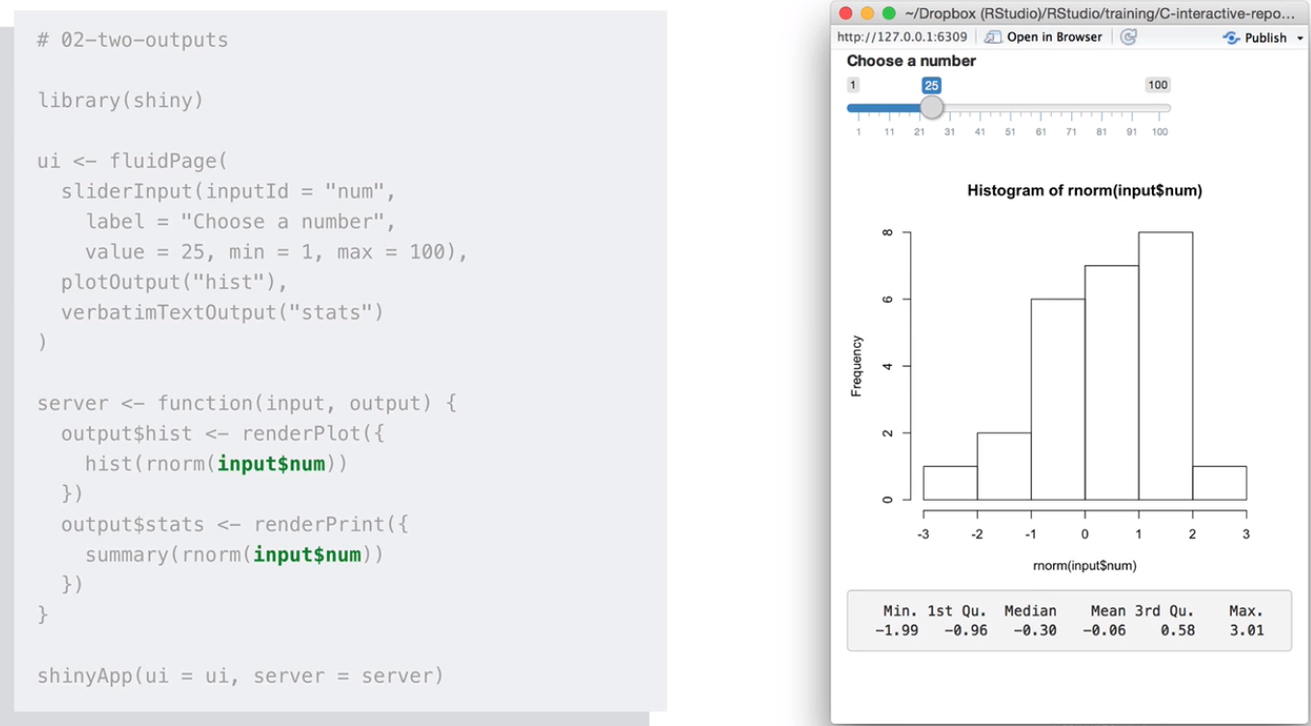 # 02-two-outputs
library(shiny)
ui <- fluidPage(
sliderInput(inputId = "num",
label = "Choose a number",
value = 25, min = 1, max = 100),
plotOutput("hist"),
verbatimTextOutput("stats")
)
server <- function(input, output) {
output$hist <- renderPlot({
hist(rnorm(input$num))
})
output$stats <- renderPrint({
summary(rnorm(input$num))
})
}
shinyApp(ui = ui, server = server)
~/Dropbox (RStudio)/RStudio/training/C-interactive-repo...
http://127.0.0.1:6309 Open in Browser Publish
Choose a number
1 25 100
1 11 21 31 41 51 61 71 81 91 100
Histogram of rnorm(input$num)
Frequency
8
6
4
2
0
-3 -2 -1 0 1 2 3
rnorm(input$num)
Min. 1st Qu. Median Mean 3rd Qu. Max.
-1.99 -0.96 -0.30 -0.06 0.58 3.01